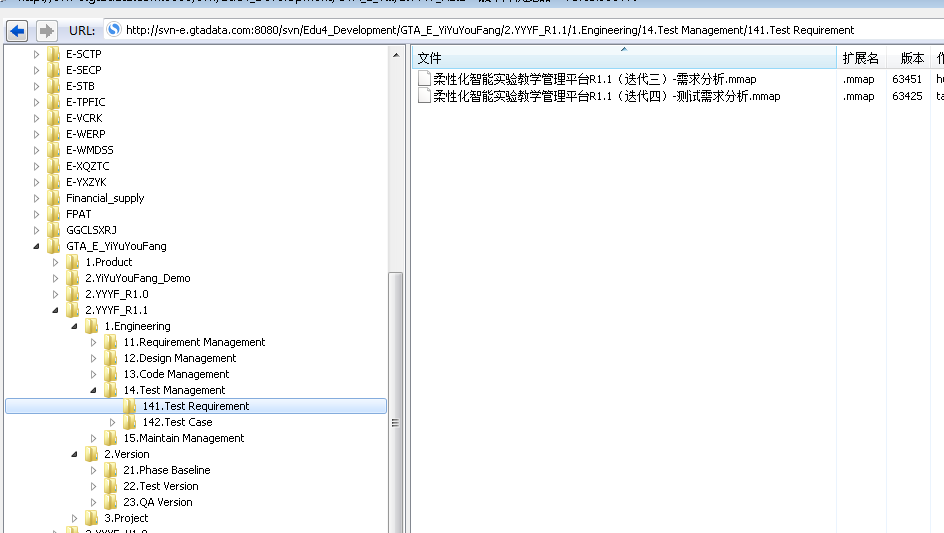 URL: http://svn-e.gtadata.com:8080/svn/Edu4_Development/GTA_E_YiYuYouFang/2.YYYF_R1.1/1.Engineering/14.Test Management/141.Test Requirement
E-SCTP
E-SECP
E-STB
E-TPFIC
E-VCRK
E-WERP
E-WMDSS
E-XQZTC
E-YXZYK
Financial_supply
FPAT
GGCLSXRJ
GTA_E_YiYuYouFang
1.Product
2.YiYuYouFang_Demo
2.YYYF_R1.0
2.YYYF_R1.1
1.Engineering
11.Requirement Management
12.Design Management
13.Code Management
14.Test Management
141.Test Requirement
142.Test Case
15.Maintain Management
2.Version
21.Phase Baseline
22.Test Version
23.QA Version
3.Project
文件 扩展名 版本
柔性化智能实验教学管理平台R1.1（迭代三）-需求分析.mmap .mmap 63451
柔性化智能实验教学管理平台R1.1（迭代四）-测试需求分析.mmap .mmap 63425